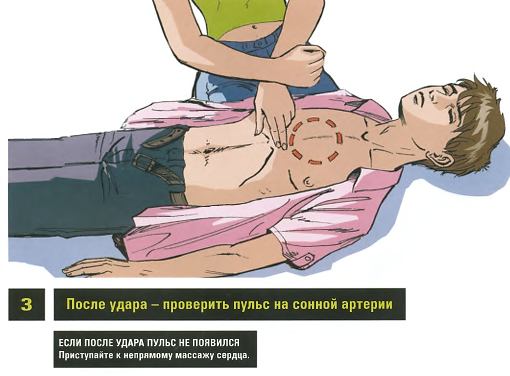 3
После удара – проверить пульс на сонной артерии
ЕСЛИ ПОСЛЕ УДАРА ПУЛЬС НЕ ПОЯВИЛСЯ
Приступайте к непрямому массажу сердца.